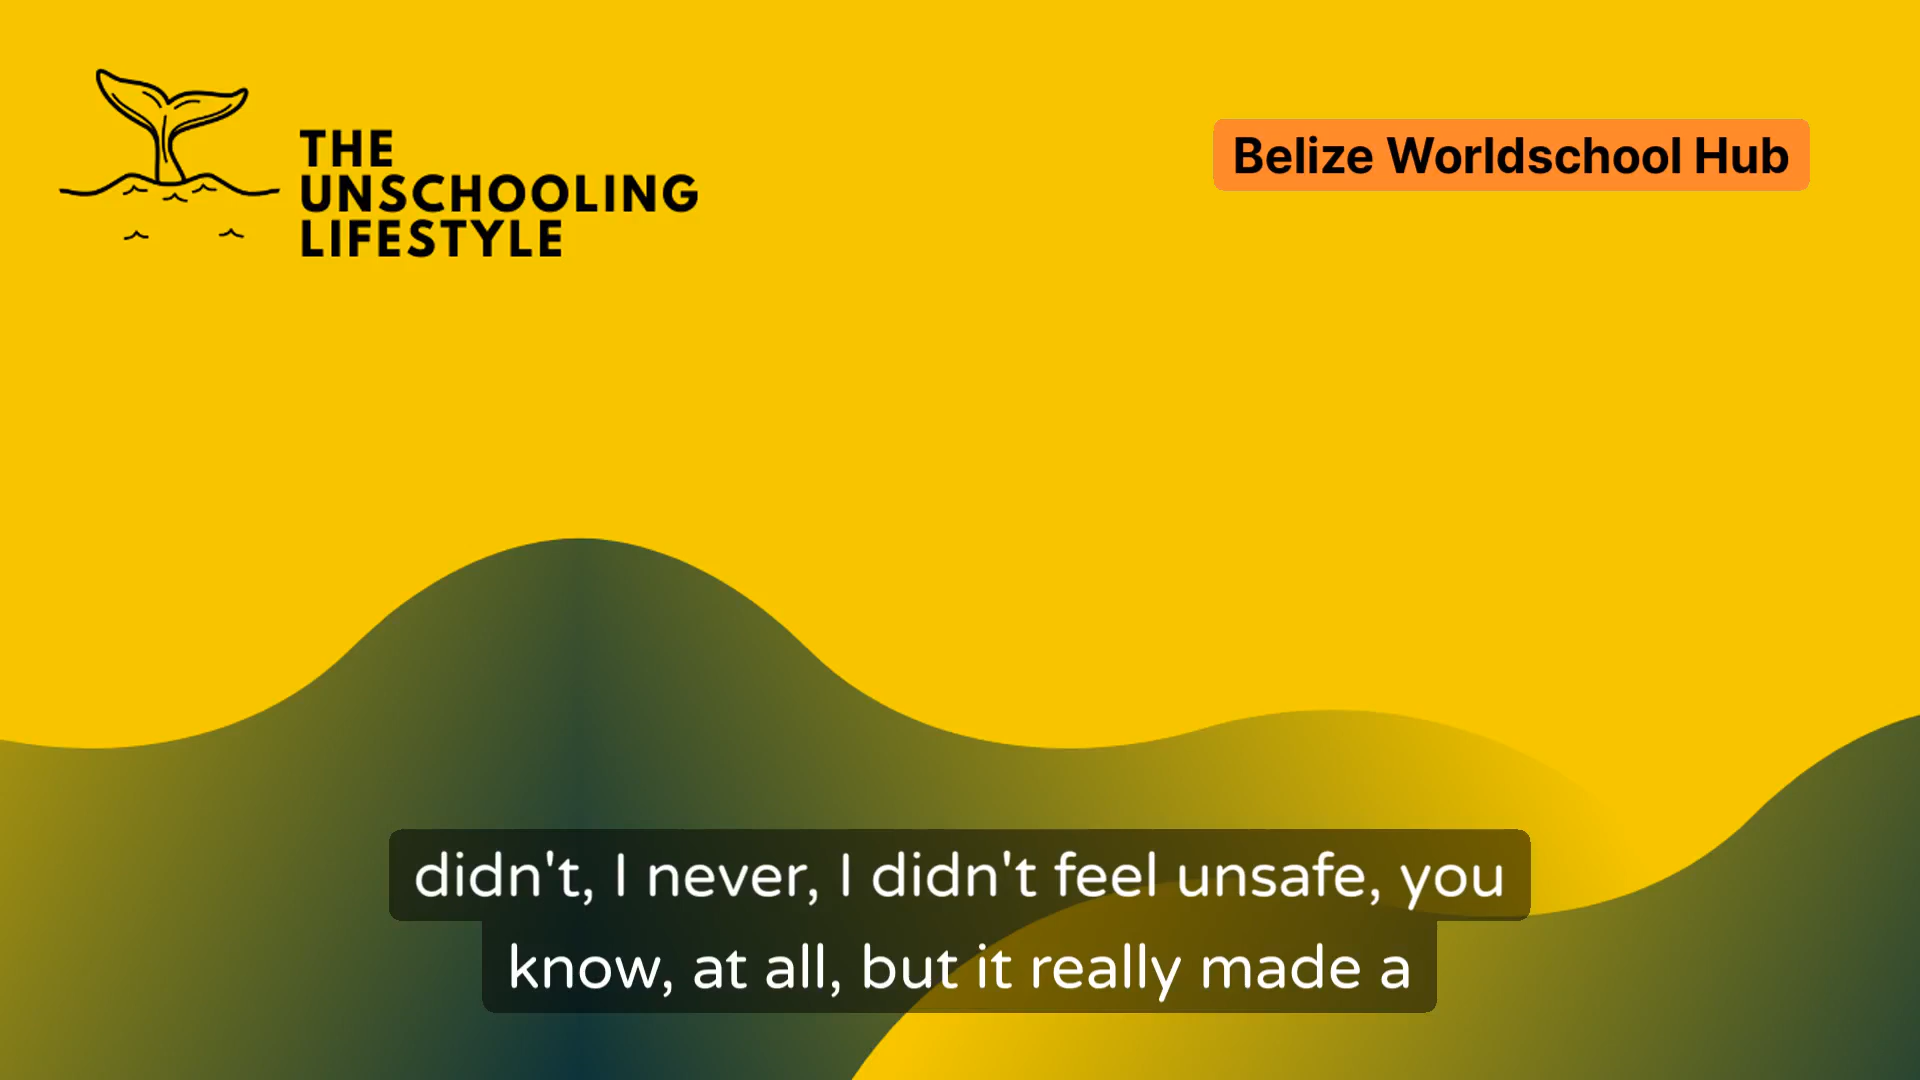 THE
UNSCHOOLING
LIFESTYLE
Belize Worldschool Hub
didn't, I never, I didn't feel unsafe, you
know, at all, but it really made a